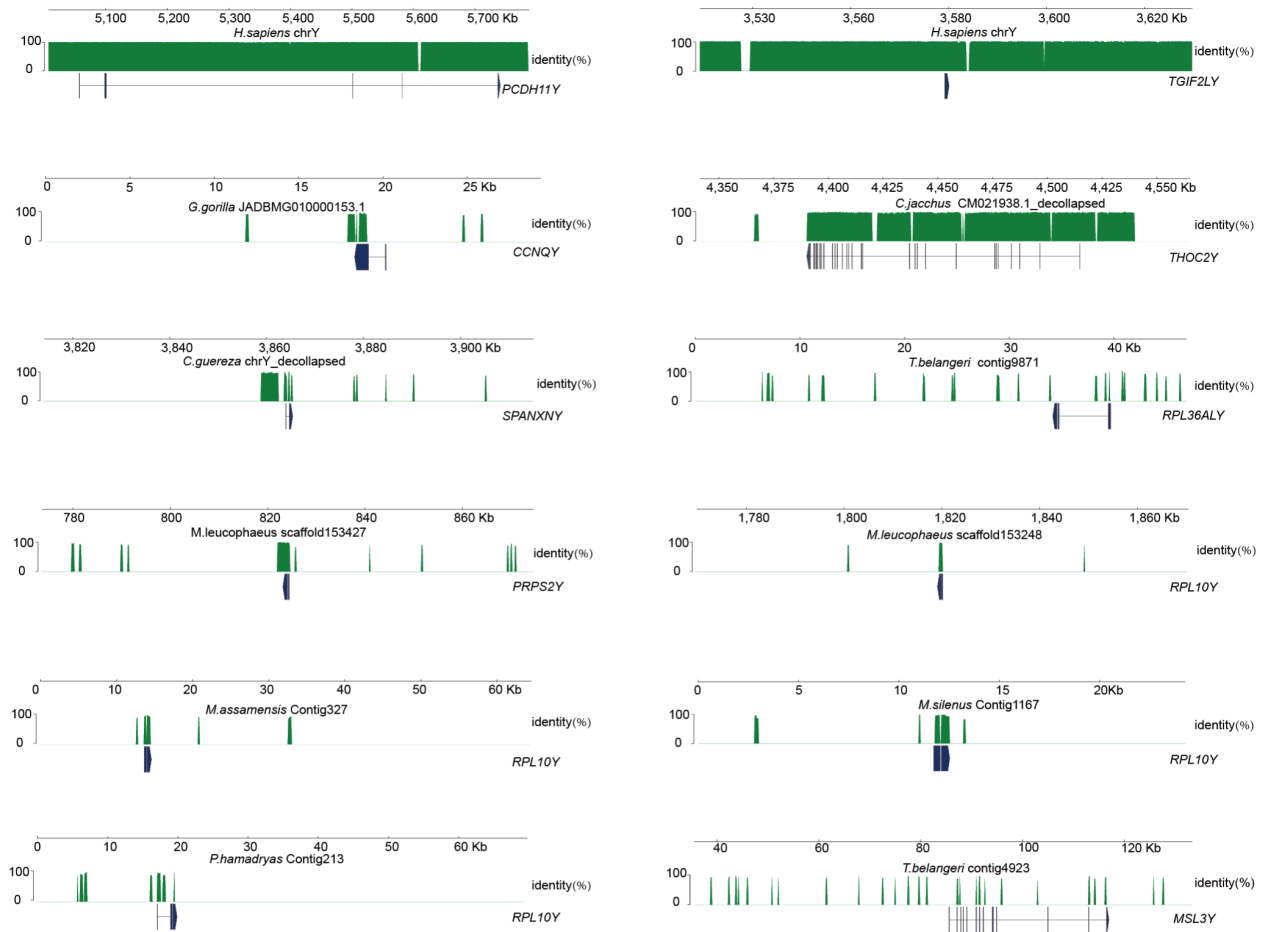 5,100 5,200 5,300 5,400 5,500 5,600 5,700 Kb
H.sapiens chrY
100
0
identity(%)
PCDH11Y
3,530 3,560 3,580 3,600 3,620 Kb
H.sapiens chrY
100
0
identity(%)
TGIF2LY
0 5 10 15 20 25 Kb
G.gorilla JADBMG010000153.1
100
0
identity(%)
CCNQY
4,350 4,375 4,400 4,425 4,450 4,475 4,500 4,525 4,550 Kb
C.jacchus CM021938.1_decollapsed
100
0
identity(%)
THOC2Y
3,820 3,840 3,860 3,880 3,900 Kb
C.guereza chrY_decollapsed
100
0
identity(%)
SPANXNY
0 10 20 30 40 Kb
T.belangeri contig9871
100
0
identity(%)
RPL36ALY
780 800 820 840 860 Kb
M.leucophaeus scaffold153427
100
0
identity(%)
PRPS2Y
1,780 1,800 1,820 1,840 1,860 Kb
M.leucophaeus scaffold153248
100
0
identity(%)
RPL10Y
0 10 20 30 40 50 60 Kb
M.assamensis Contig327
100
0
identity(%)
RPL10Y
0 5 10 15 20Kb
M.silenus Contig1167
100
0
identity(%)
RPL10Y
0 10 20 30 40 50 60 Kb
P.hamadryas Contig213
100
0
identity(%)
RPL10Y
40 60 80 100 120 Kb
T.belangeri contig4923
100
0
identity(%)
MSL3Y